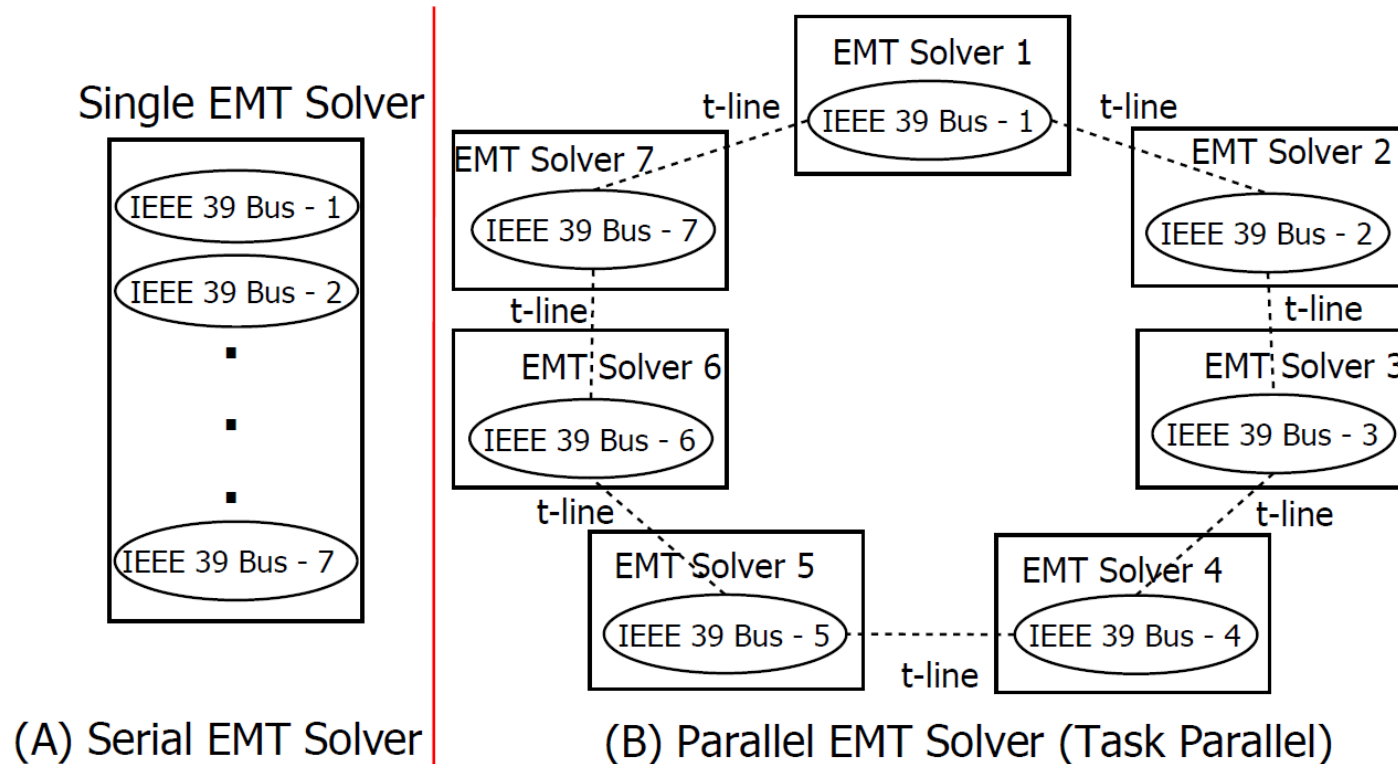 Single EMT Solver
IEEE 39 Bus - 1
IEEE 39 Bus - 2
IEEE 39 Bus - 7
(A) Serial EMT Solver
EMT Solver 1
IEEE 39 Bus - 1
t-line
t-line
EMT Solver 7
IEEE 39 Bus - 7
EMT Solver 2
IEEE 39 Bus - 2
t-line
t-line
EMT Solver 6
IEEE 39 Bus - 6
EMT Solver 3
IEEE 39 Bus - 3
t-line
t-line
EMT Solver 5
IEEE 39 Bus - 5
EMT Solver 4
IEEE 39 Bus - 4
t-line
(B) Parallel EMT Solver (Task Parallel)